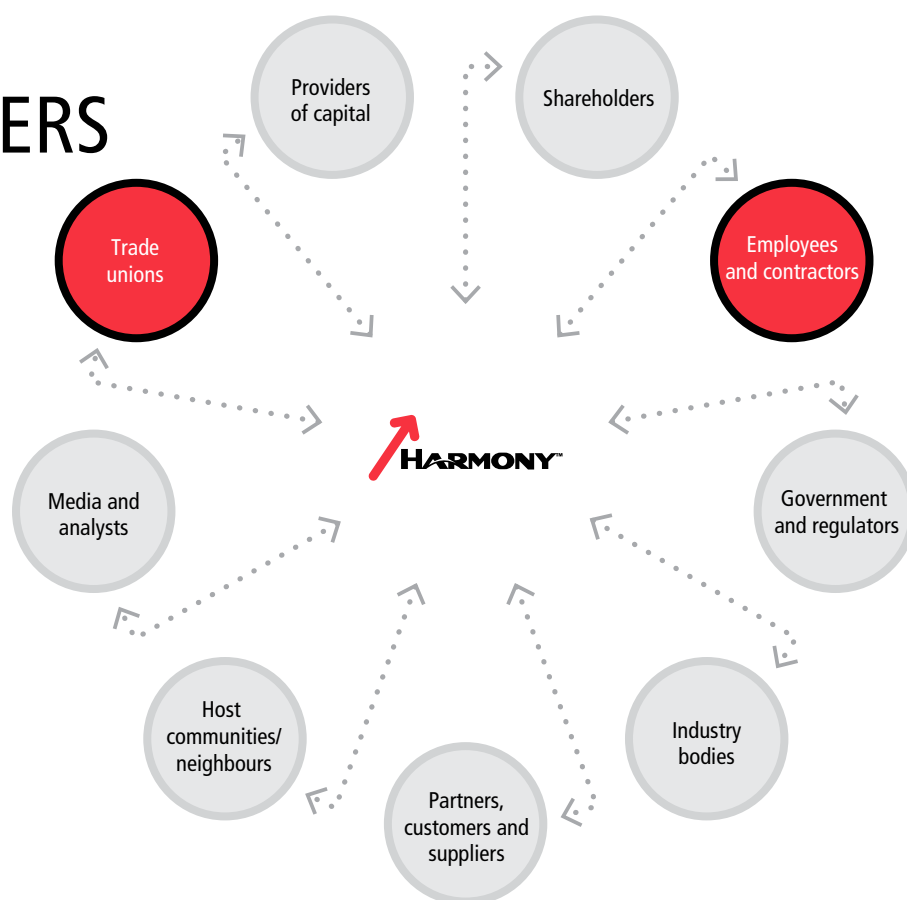 ERS
Providers
of capital
Shareholders
Trade
unions
Employees
and contractors
HARMONY™
Media and
analysts
Government
and regulators
Host
communities/
neighbours
Industry
bodies
Partners,
customers and
suppliers